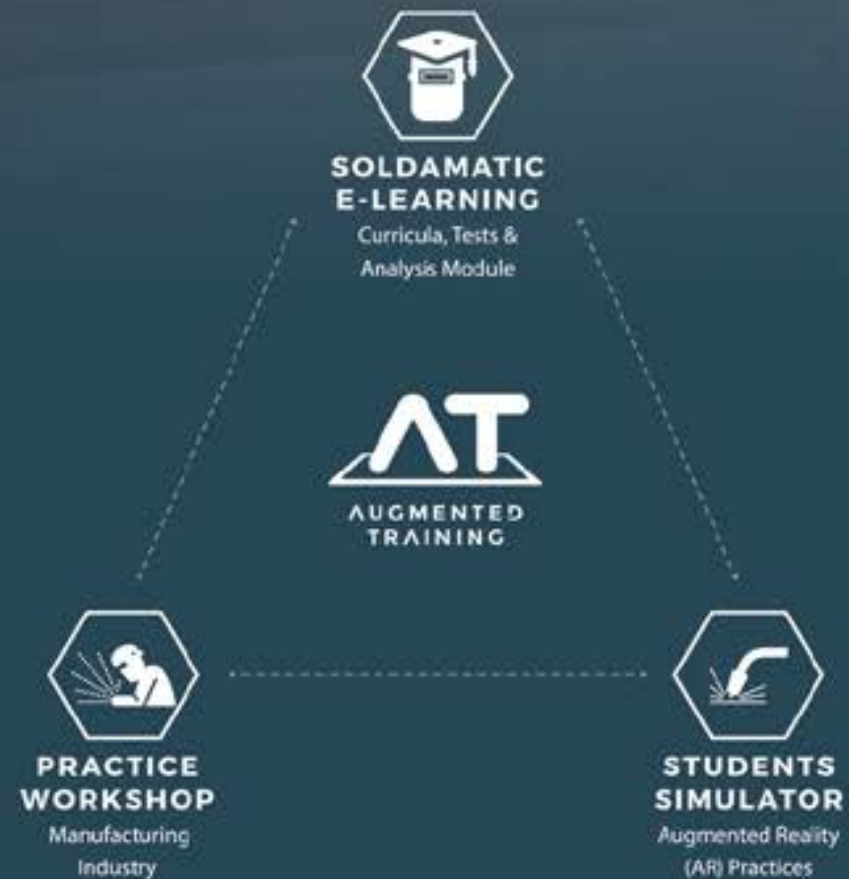 SOLDAMATIC
E-LEARNING
Curricula, Tests &
Analysis Module
AT
AUGMENTED
TRAINING
PRACTICE
WORKSHOP
Manufacturing
Industry
STUDENTS
SIMULATOR
Augmented Reality
(AR) Practices